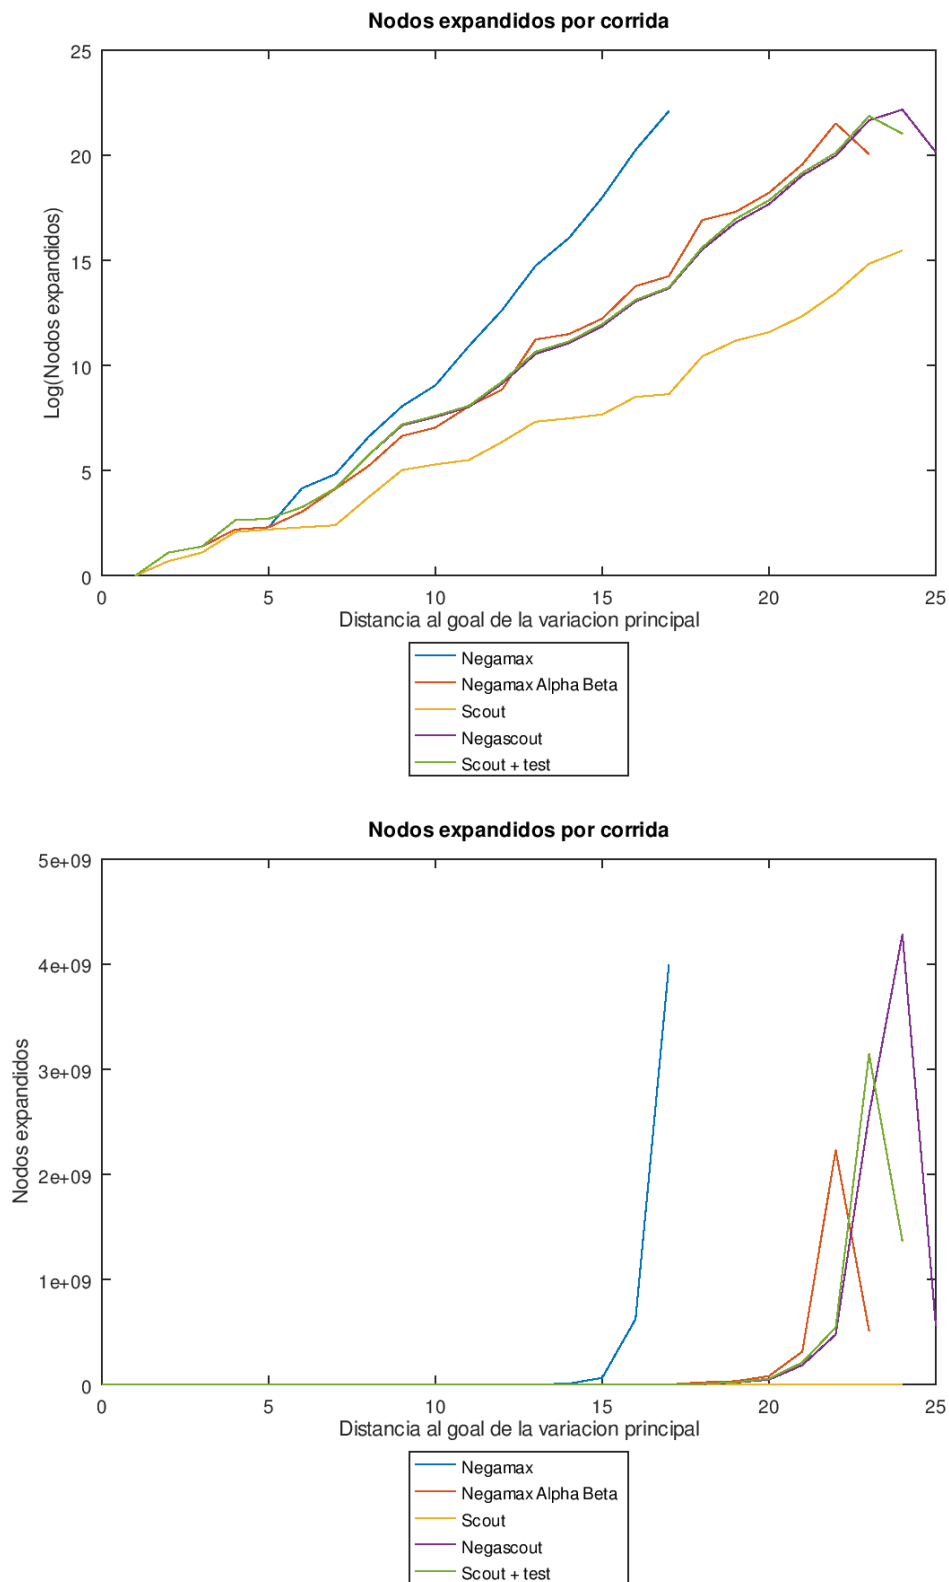 Nodos expandidos por corrida
25
20
15
10
5
0
Log(Nodos expandidos)
0 5 10 15 20 25
Distancia al goal de la variacion principal
Negamax
Negamax Alpha Beta
Scout
Negascout
Scout + test
Nodos expandidos por corrida
5e+09
4e+09
3e+09
2e+09
1e+09
0
Nodos expandidos
0 5 10 15 20 25
Distancia al goal de la variacion principal
Negamax
Negamax Alpha Beta
Scout
Negascout
Scout + test